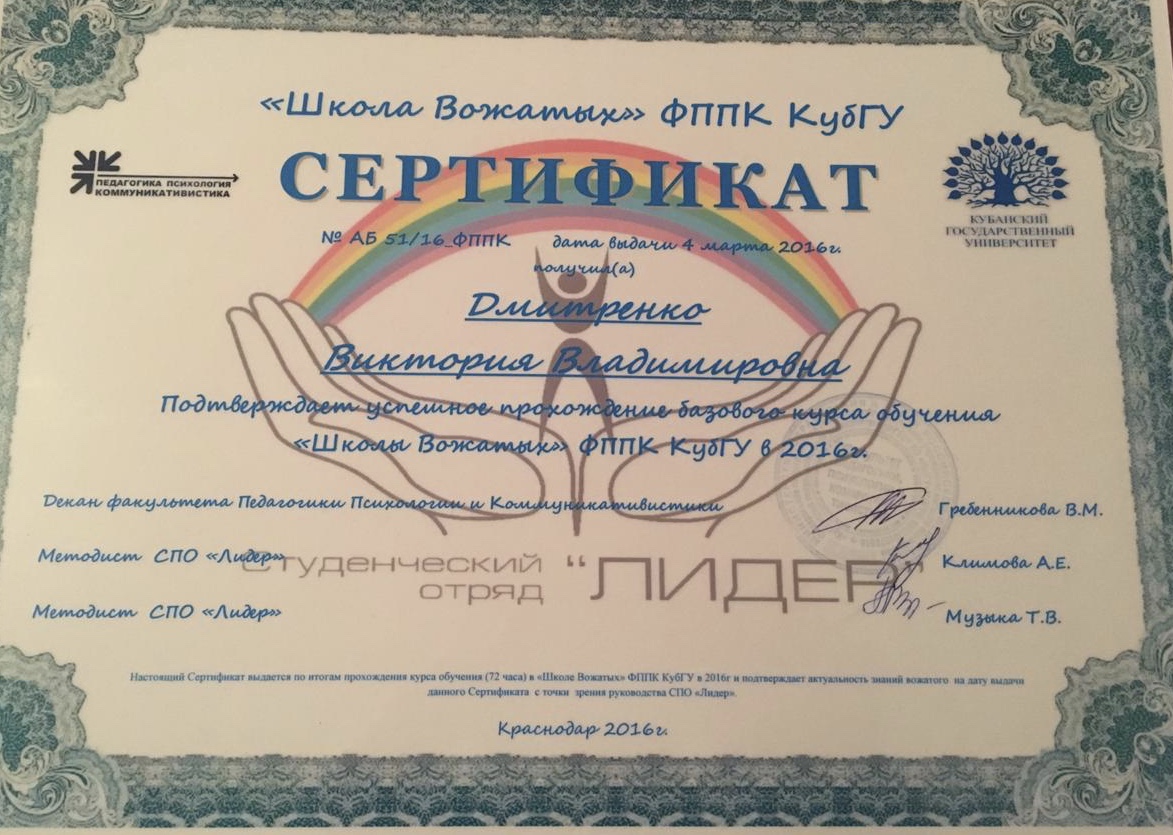 «Школа Вожатых» ФППК КубГУ
СЕРТИФИКАТ
ПЕДАГОГИКА ПСИХОЛОГИЯ
КОММУНИКАТИВИСТИКА
КУБАНСКИЙ
ГОСУДАРСТВЕННЫЙ
УНИВЕРСИТЕТ
№ АБ 51/16_ФППК дата выдачи 4 марта 2016г.
получил(а)
Дмитренко
Виктория Владимировна
Подтверждает успешное прохождение базового курса обучения
«Школы Вожатых» ФППК КубГУ в 2016г.
Декан факультета Педагогики Психологии и Коммуникативистики Гребенникова В.М.
Методист СПО «Лидер» Климова А.Е.
Студенческий отряд "ЛИДЕР"
Методист СПО «Лидер» Музыка Т.В.
Настоящий Сертификат выдается по итогам прохождения курса обучения (72 часа) в «Школе Вожатых» ФППК КубГУ в 2016г и подтверждает актуальность знаний вожатого на дату выдачи
данного Сертификата с точки зрения руководства СПО «Лидер».
Краснодар 2016г.